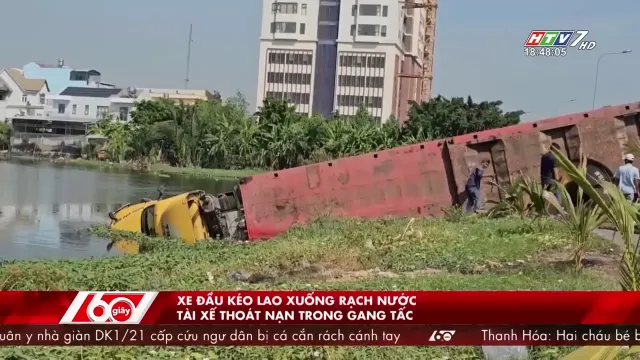 HTV7 HD
18:48:05
60 giây
XE ĐẦU KÉO LAO XUỐNG RẠCH NƯỚC
TÀI XẾ THOÁT NẠN TRONG GANG TẤC
uân y nhà giàn DK1/21 cấp cứu ngư dân bị cá cắn rách cánh tay
60 giây
Thanh Hóa: Hai cháu bé b